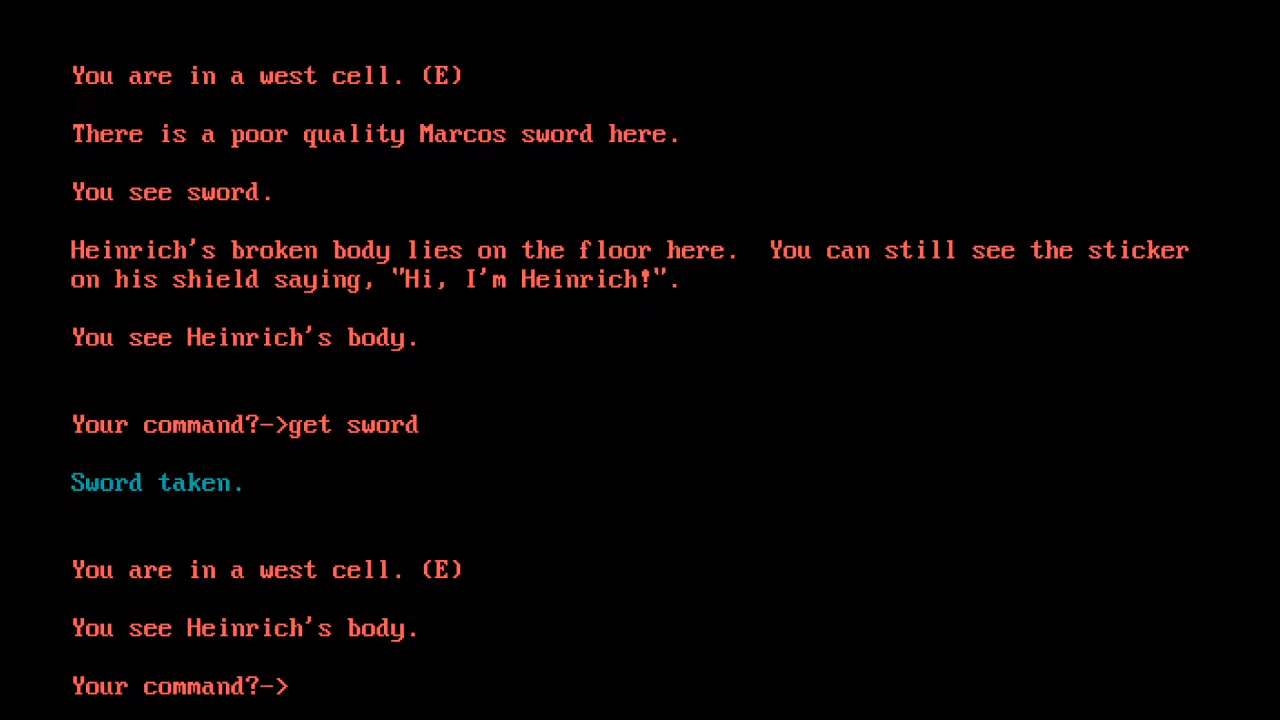 You are in a west cell. (E)
There is a poor quality Marcos sword here.
You see sword.
Heinrich's broken body lies on the floor here.  You can still see the sticker
on his shield saying, "Hi, I'm Heinrich!".
You see Heinrich's body.
Your command?->get sword
Sword taken.
You are in a west cell. (E)
You see Heinrich's body.
Your command?->